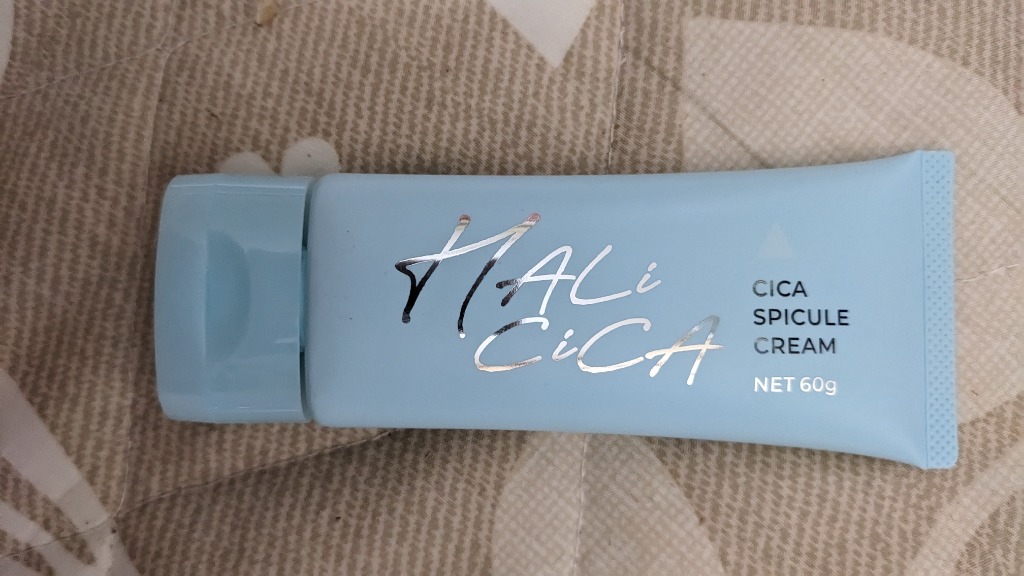 HALi
CiCA
CICA
SPICULE
CREAM
NET 60g